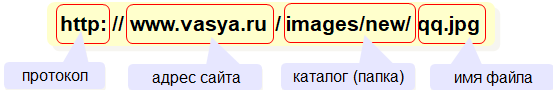 http: // www.vasya.ru / images/new/ qq.jpg
протокол адрес сайта каталог (папка) имя файла